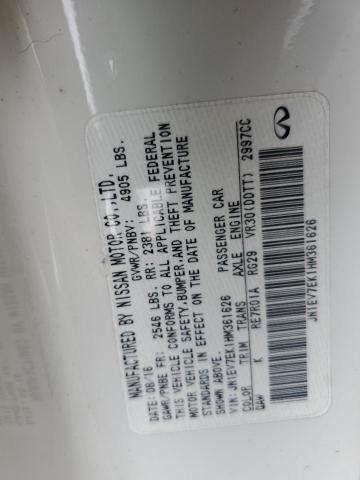 MANUFACTURED BY NISSAN MOTOR CO.,LTD.
DATE: 08/16 GVWR/PNBV: 4905 LBS.
GAWR/PNBE FR: 2546 LBS. RR: 2381 LBS.
THIS VEHICLE CONFORMS TO ALL APPLICABLE FEDERAL
MOTOR VEHICLE SAFETY,BUMPER,AND THEFT PREVENTION
STANDARDS IN EFFECT ON THE DATE OF MANUFACTURE
SHOWN ABOVE.
VIN: JN1EV7EK1HM361626 PASSENGER CAR
COLOR TRIM TRANS AXLE ENGINE
QAW K RE7R01A RG29 VR30(DDTT) 2997CC
JN1EV7EK1HM361626